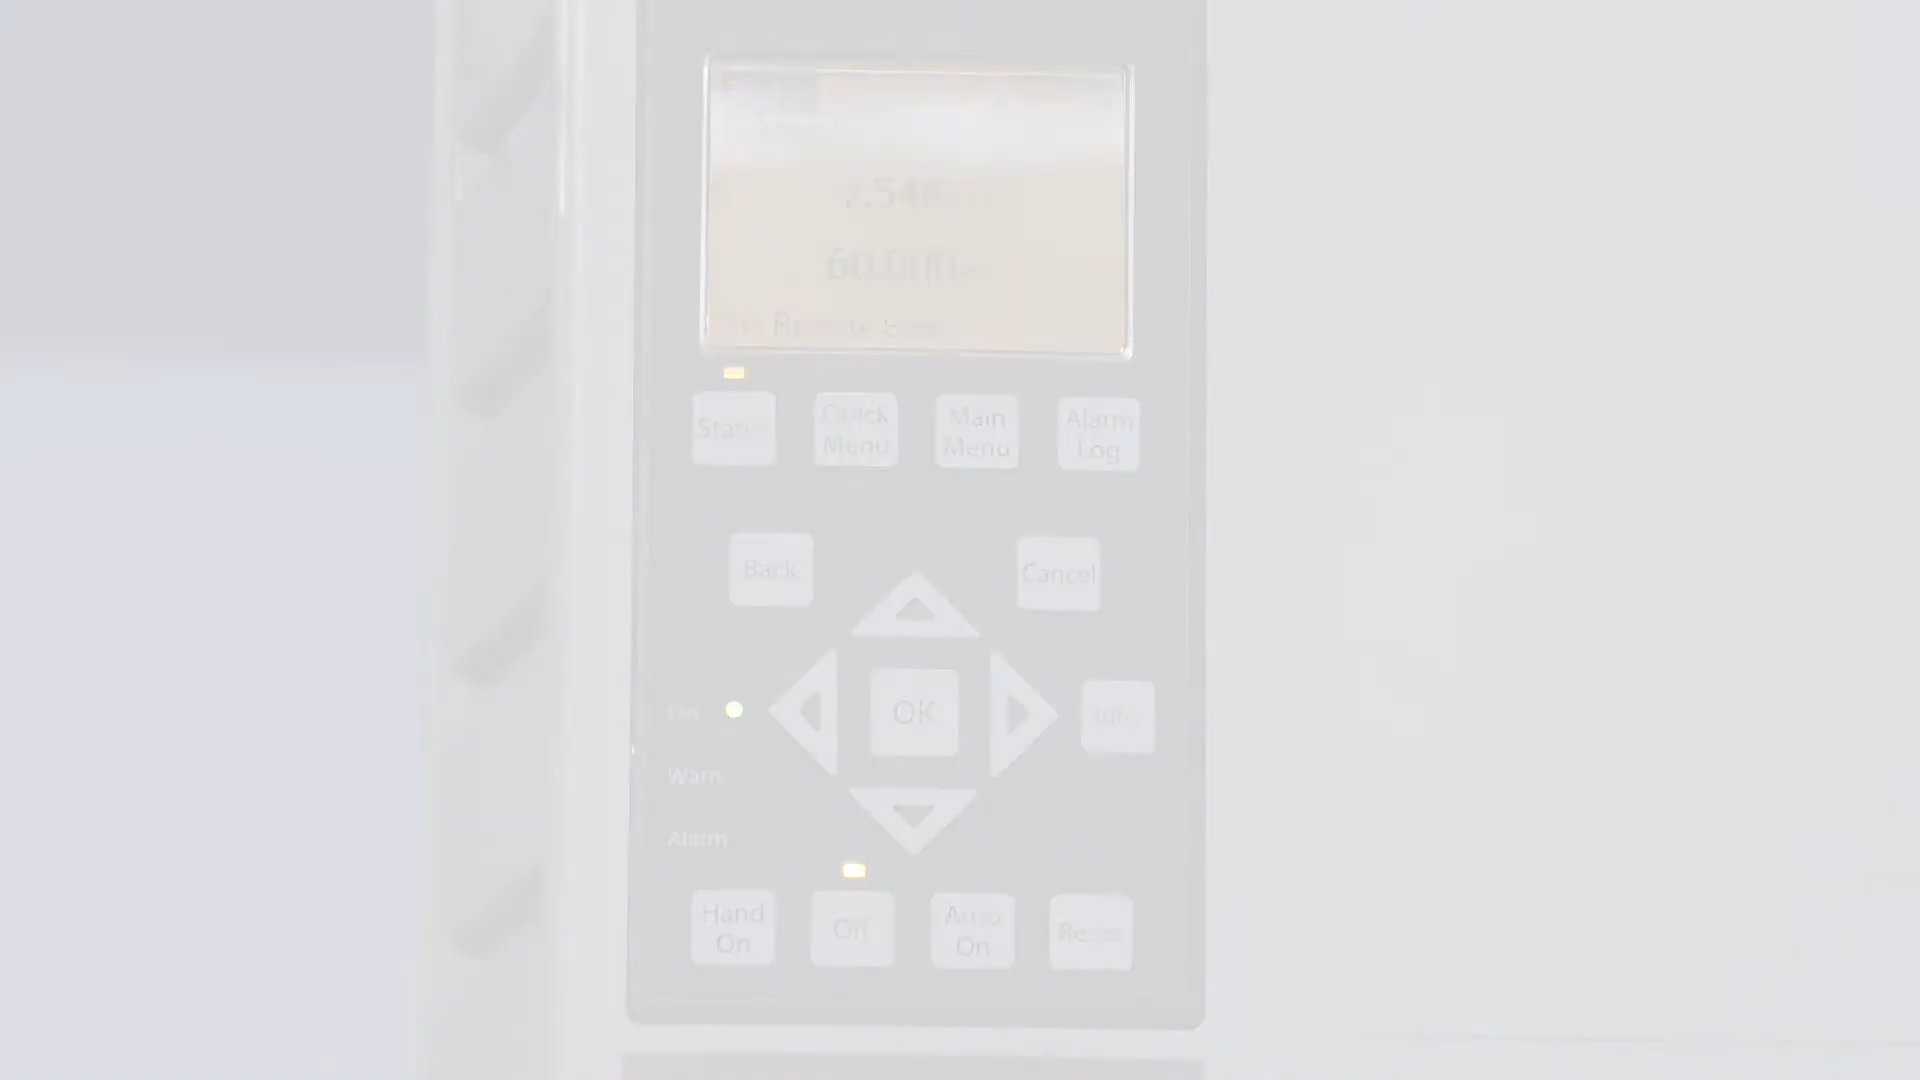 Status
Quick
Menu
Main
Menu
Alarm
Log
Back
Cancel
OK
Info
On
Warn
Alarm
Hand
On
Off
Auto
On
Reset